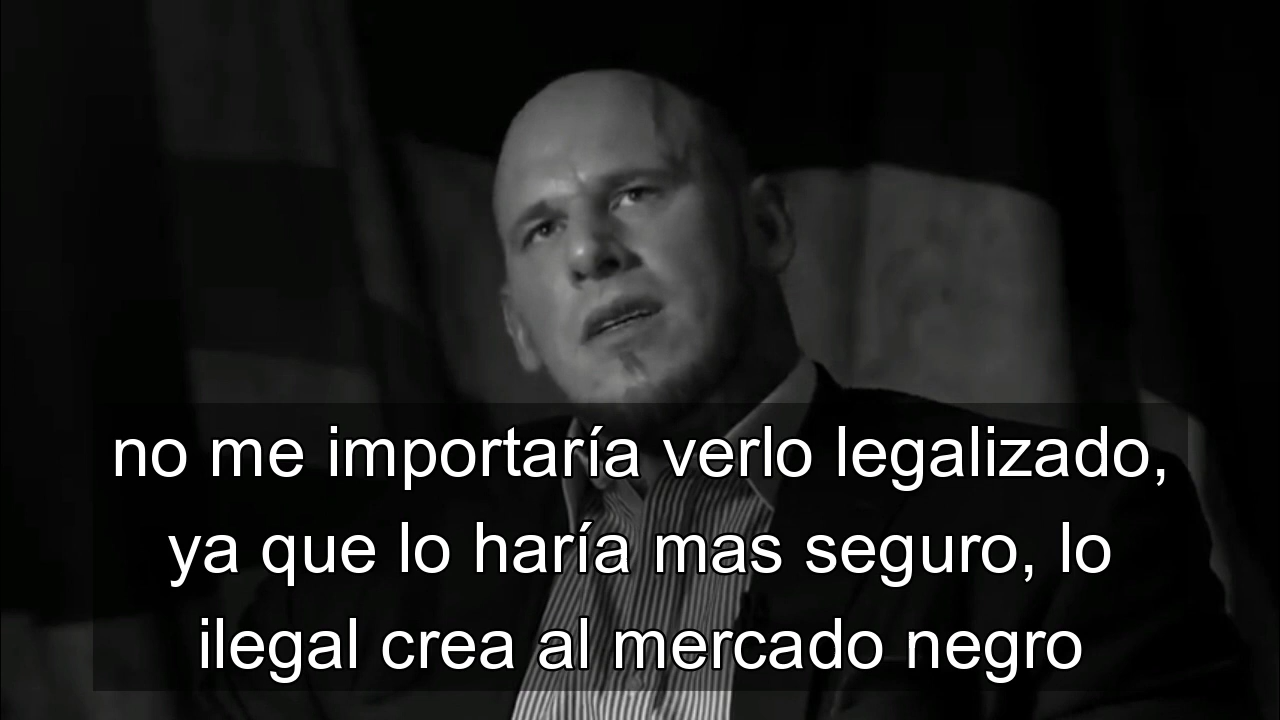 no me importaría verlo legalizado,
ya que lo haría mas seguro, lo
ilegal crea al mercado negro